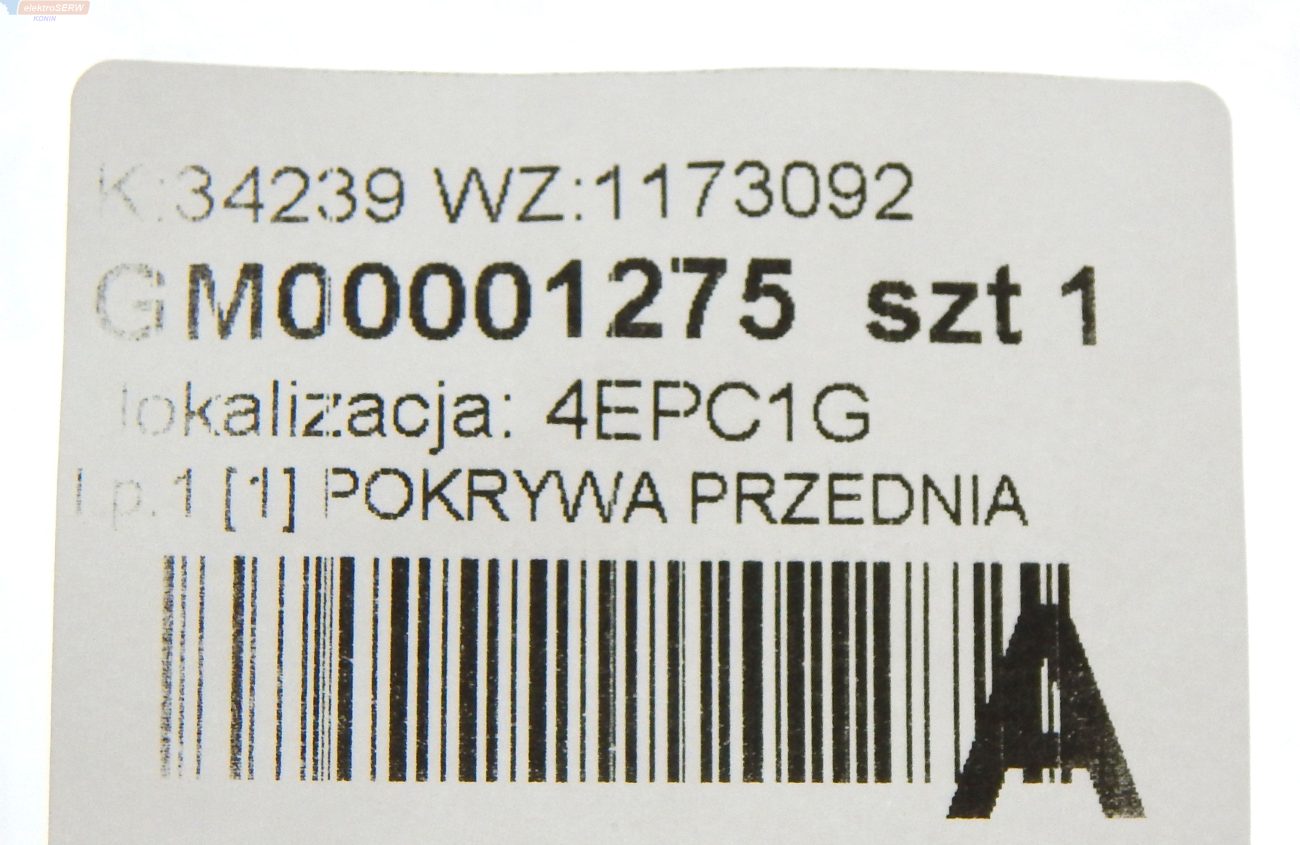 elektroSERW
KONIN
K:34239 WZ:1173092
GM00001275 szt 1
lokalizacja: 4EPC1G
l.p.1 [1] POKRYWA PRZEDNIA
A